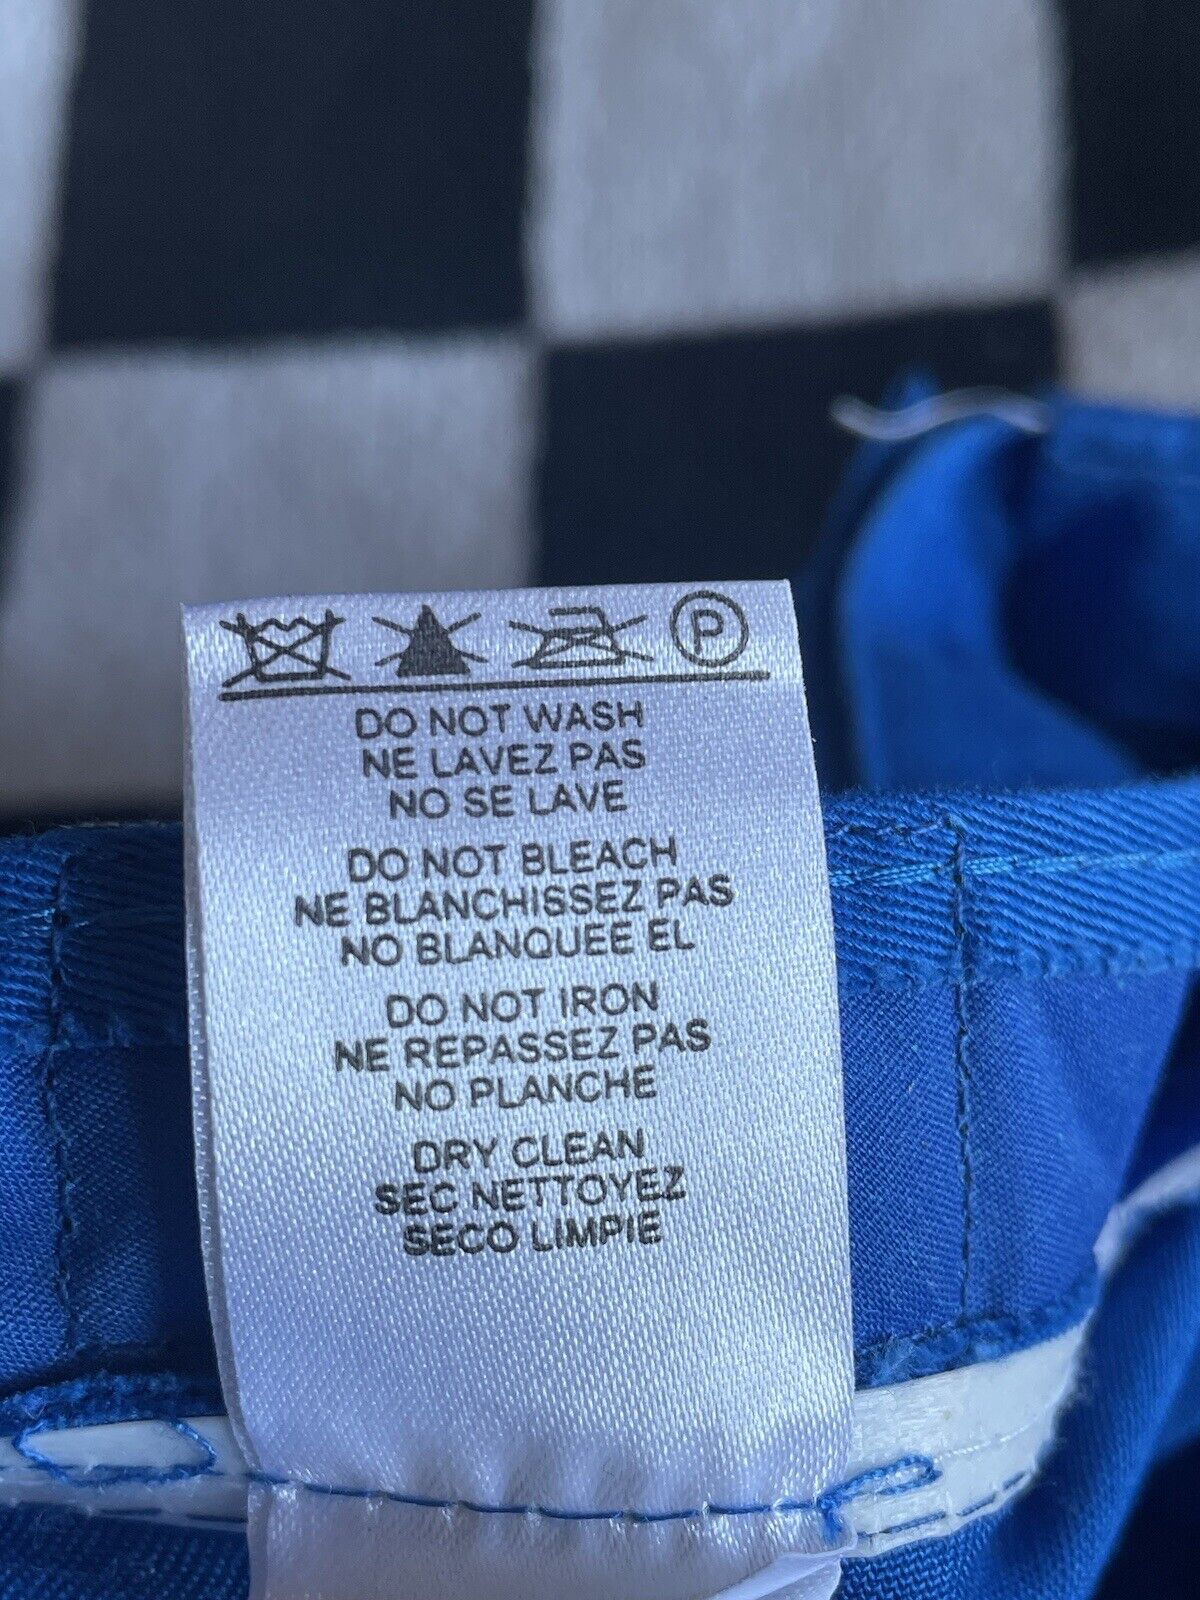 P
DO NOT WASH
NE LAVEZ PAS
NO SE LAVE
DO NOT BLEACH
NE BLANCHISSEZ PAS
NO BLANQUEE EL
DO NOT IRON
NE REPASSEZ PAS
NO PLANCHE
DRY CLEAN
SEC NETTOYEZ
SECO LIMPIE